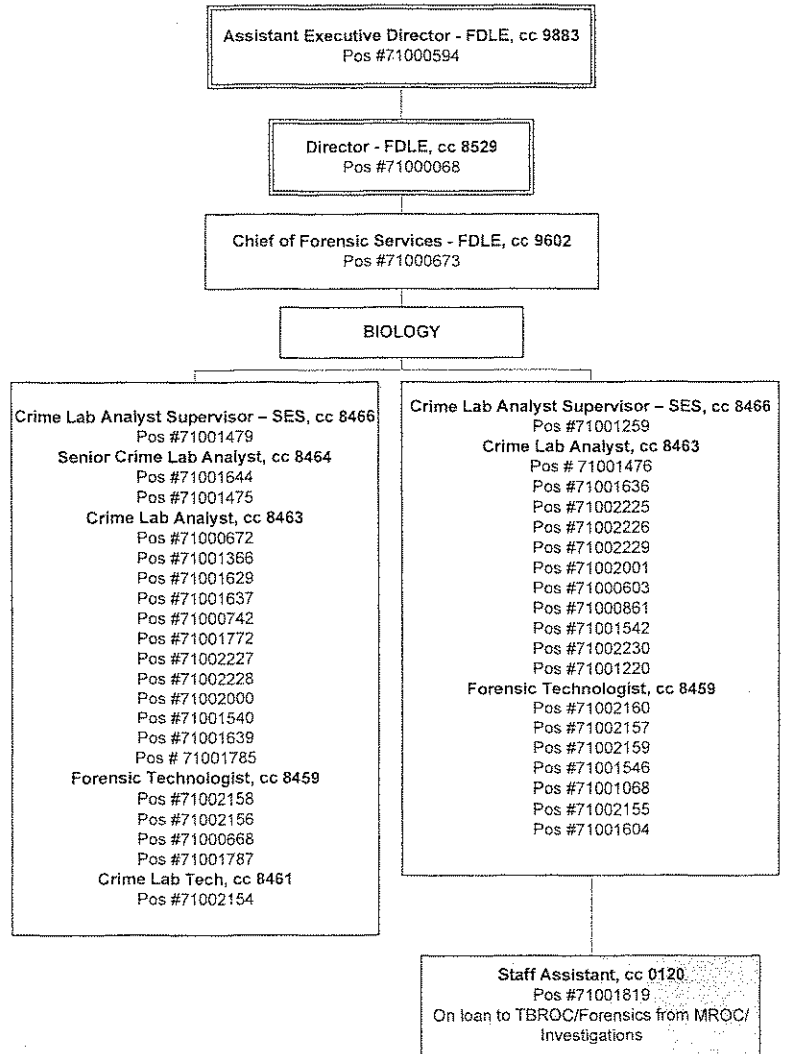 Assistant Executive Director - FDLE, cc 9883
Pos #71000594
Director - FDLE, cc 8529
Pos #71000068
Chief of Forensic Services - FDLE, cc 9602
Pos #71000673
BIOLOGY
Crime Lab Analyst Supervisor – SES, cc 8466
Pos #71001479
Senior Crime Lab Analyst, cc 8464
Pos #71001644
Pos #71001475
Crime Lab Analyst, cc 8463
Pos #71000672
Pos #71001366
Pos #71001629
Pos #71001637
Pos #71000742
Pos #71001772
Pos #71002227
Pos #71002228
Pos #71002000
Pos #71001540
Pos #71001639
Pos # 71001785
Forensic Technologist, cc 8459
Pos #71002158
Pos #71002156
Pos #71000668
Pos #71001787
Crime Lab Tech, cc 8461
Pos #71002154
Crime Lab Analyst Supervisor – SES, cc 8466
Pos #71001259
Crime Lab Analyst, cc 8463
Pos # 71001476
Pos #71001636
Pos #71002225
Pos #71002226
Pos #71002229
Pos #71002001
Pos #71000603
Pos #71000861
Pos #71001542
Pos #71002230
Pos #71001220
Forensic Technologist, cc 8459
Pos #71002160
Pos #71002157
Pos #71002159
Pos #71001546
Pos #71001068
Pos #71002155
Pos #71001604
Staff Assistant, cc 0120
Pos #71001819
On loan to TBROC/Forensics from MROC/
Investigations